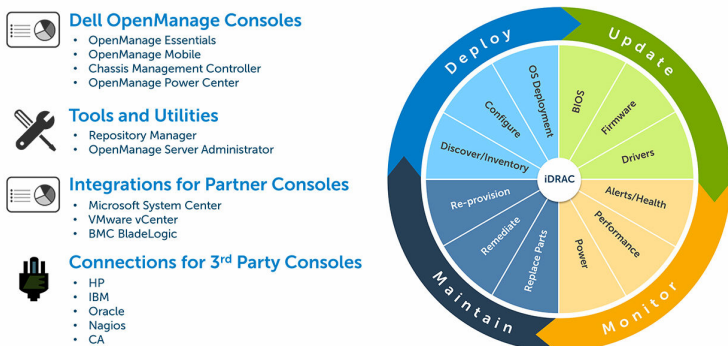 Dell OpenManage Consoles
• OpenManage Essentials
• OpenManage Mobile
• Chassis Management Controller
• OpenManage Power Center
Tools and Utilities
• Repository Manager
• OpenManage Server Administrator
Integrations for Partner Consoles
• Microsoft System Center
• VMware vCenter
• BMC BladeLogic
Connections for 3rd Party Consoles
• HP
• IBM
• Oracle
• Nagios
• CA
Deploy
Discover/Inventory
Configure
OS Deployment
Update
BIOS
Firmware
Drivers
Monitor
Alerts/Health
Performance
Power
Maintain
Replace Parts
Remediate
Re-provision
iDRAC